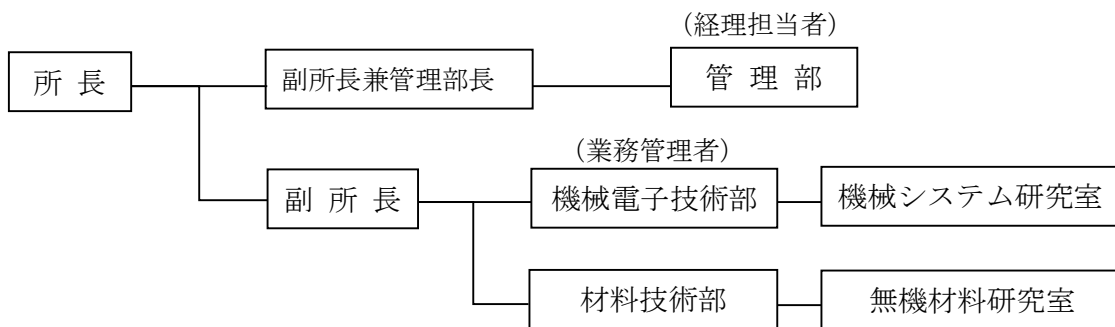 （経理担当者）
所 長
副所長兼管理部長
管 理 部
（業務管理者）
副 所 長
機械電子技術部
機械システム研究室
材料技術部
無機材料研究室